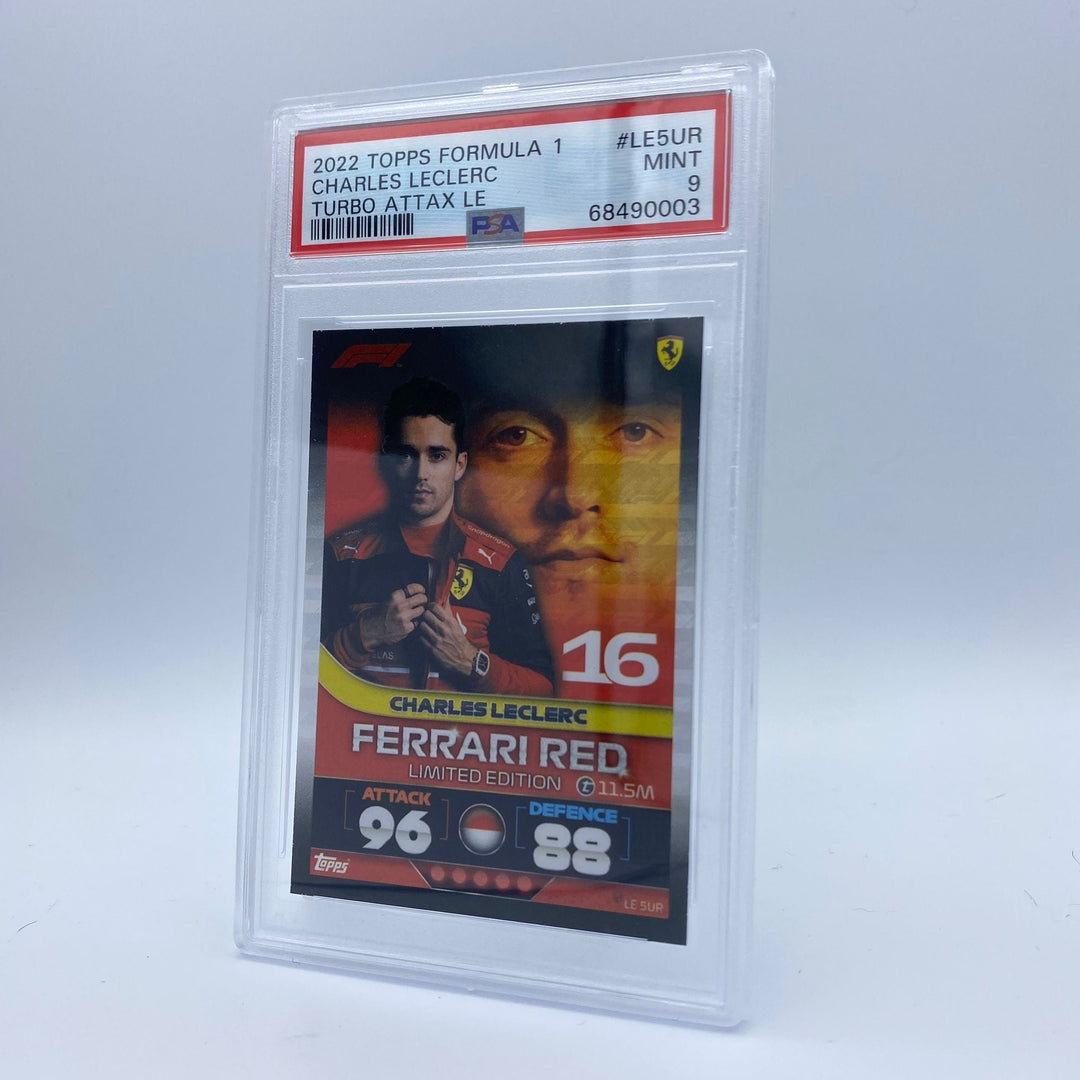 2022 TOPPS FORMULA 1
CHARLES LECLERC
TURBO ATTAX LE
#LE5UR
MINT
9
68490003
PSA
F1
snapdragon
16
CHARLES LECLERC
FERRARI RED
LIMITED EDITION
11.5M
ATTACK
96
DEFENCE
88
topps
LE 5UR